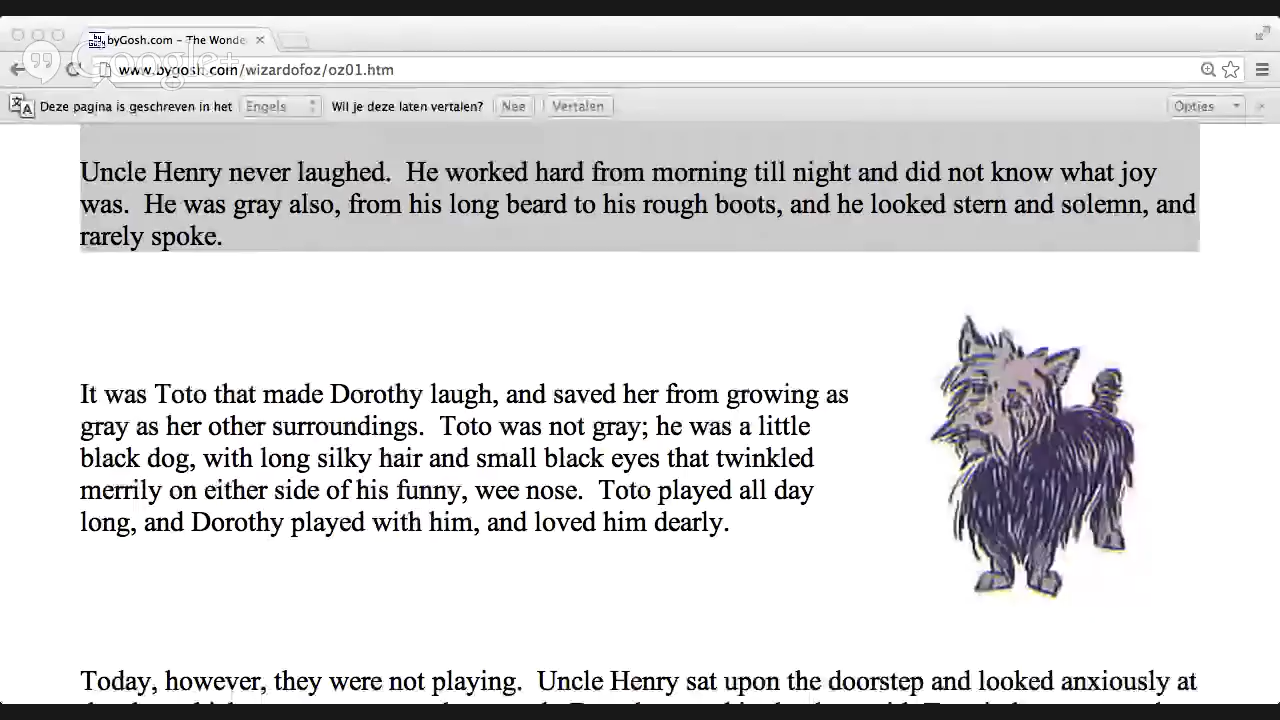 byGosh.com – The Wonde
Google+
www.bygosh.com/wizardofoz/oz01.htm
Deze pagina is geschreven in het Engels Wil je deze laten vertalen? Nee Vertalen Opties
Uncle Henry never laughed.  He worked hard from morning till night and did not know what joy
was.  He was gray also, from his long beard to his rough boots, and he looked stern and solemn, and
rarely spoke.
It was Toto that made Dorothy laugh, and saved her from growing as
gray as her other surroundings.  Toto was not gray; he was a little
black dog, with long silky hair and small black eyes that twinkled
merrily on either side of his funny, wee nose.  Toto played all day
long, and Dorothy played with him, and loved him dearly.
Today, however, they were not playing.  Uncle Henry sat upon the doorstep and looked anxiously at